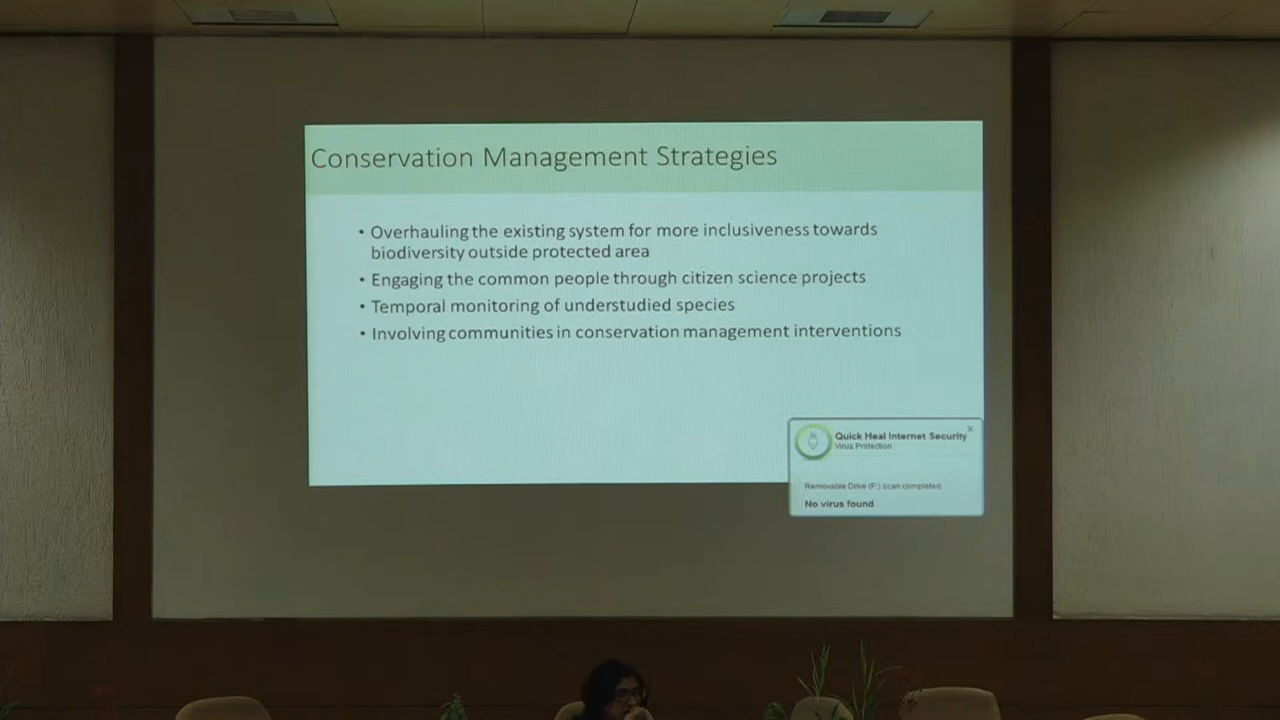 Conservation Management Strategies
• Overhauling the existing system for more inclusiveness towards
biodiversity outside protected area
• Engaging the common people through citizen science projects
• Temporal monitoring of understudied species
• Involving communities in conservation management interventions
Quick Heal Internet Security
Virus Protection
Removable Drive (F:) scan completed
No virus found